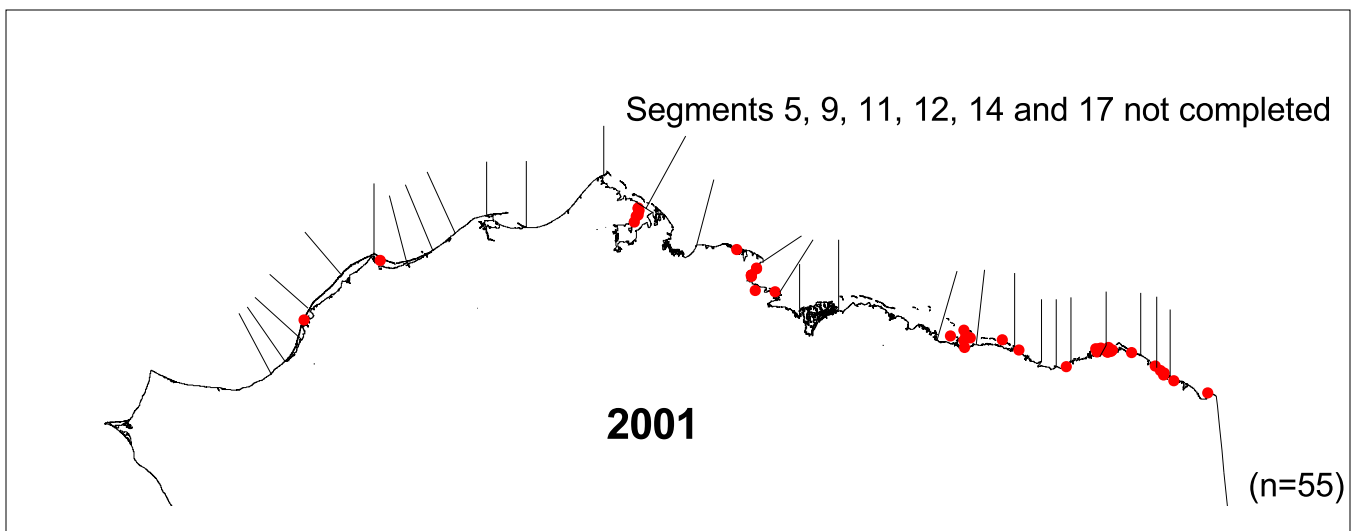 Segments 5, 9, 11, 12, 14 and 17 not completed
2001
(n=55)